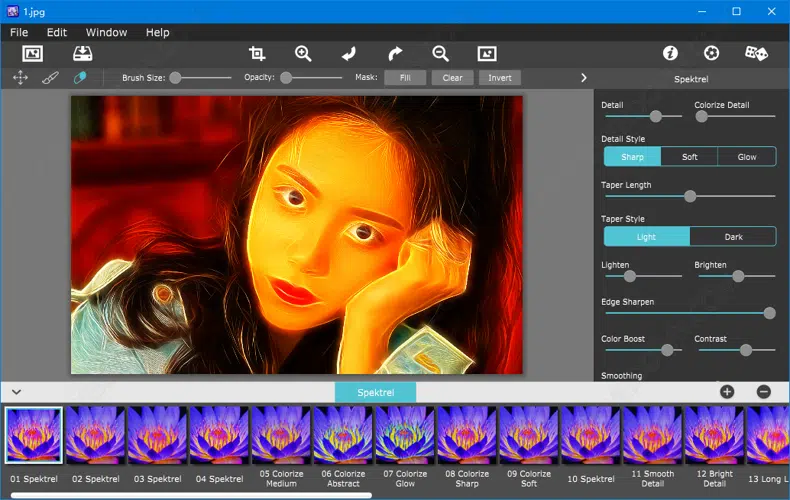 1.jpg
File Edit Window Help
Brush Size: Opacity: Mask: Fill Clear Invert
Spektrel
Detail Colorize Detail
Detail Style
Sharp Soft Glow
Taper Length
Taper Style
Light Dark
Lighten Brighten
Edge Sharpen
Color Boost Contrast
Smoothing
Spektrel
01 Spektrel 02 Spektrel 03 Spektrel 04 Spektrel 05 Colorize Medium 06 Colorize Abstract 07 Colorize Glow 08 Colorize Sharp 09 Colorize Soft 10 Spektrel 11 Smooth Detail 12 Bright Detail 13 Long L